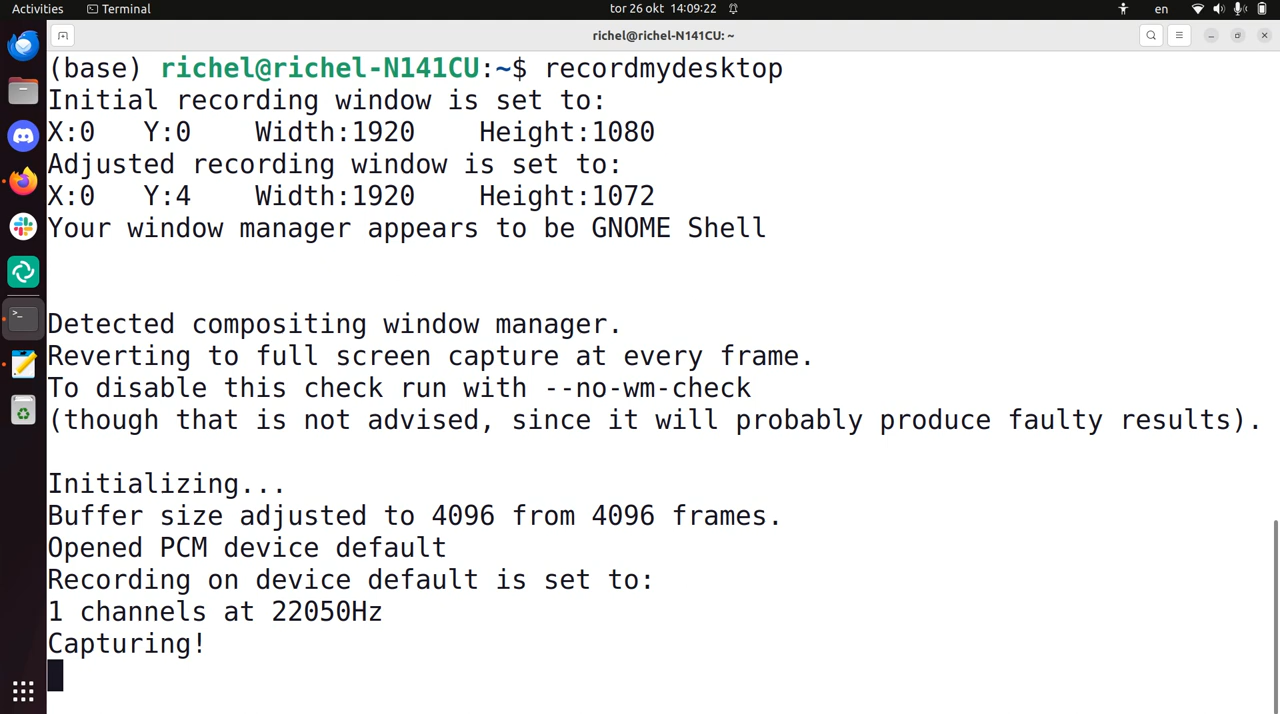 Activities Terminal tor 26 okt 14:09:22 en
richel@richel-N141CU: ~
(base) richel@richel-N141CU:~$ recordmydesktop
Initial recording window is set to:
X:0   Y:0    Width:1920    Height:1080
Adjusted recording window is set to:
X:0   Y:4    Width:1920    Height:1072
Your window manager appears to be GNOME Shell
Detected compositing window manager.
Reverting to full screen capture at every frame.
To disable this check run with --no-wm-check
(though that is not advised, since it will probably produce faulty results).
Initializing...
Buffer size adjusted to 4096 from 4096 frames.
Opened PCM device default
Recording on device default is set to:
1 channels at 22050Hz
Capturing!